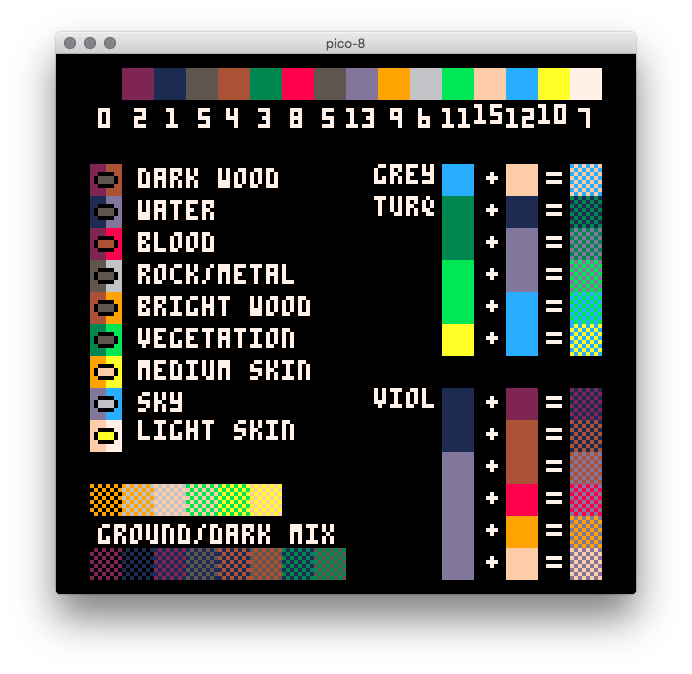 pico-8
0 2 1 5 4 3 8 5 13 9 6 11 15 12 10 7
DARK WOOD
WATER
BLOOD
ROCK/METAL
BRIGHT WOOD
VEGETATION
MEDIUM SKIN
SKY
LIGHT SKIN
GROUND/DARK MIX
GREY + =
TURQ + =
+ =
+ =
+ =
+ =
VIOL + =
+ =
+ =
+ =
+ =
+ =